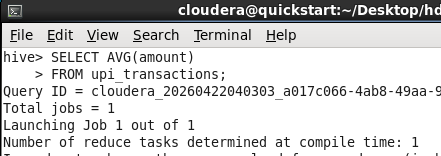 cloudera@quickstart:~/Desktop/hd
File Edit View Search Terminal Help
hive> SELECT AVG(amount)
    > FROM upi_transactions;
Query ID = cloudera_20260422040303_a017c066-4ab8-49aa-9
Total jobs = 1
Launching Job 1 out of 1
Number of reduce tasks determined at compile time: 1